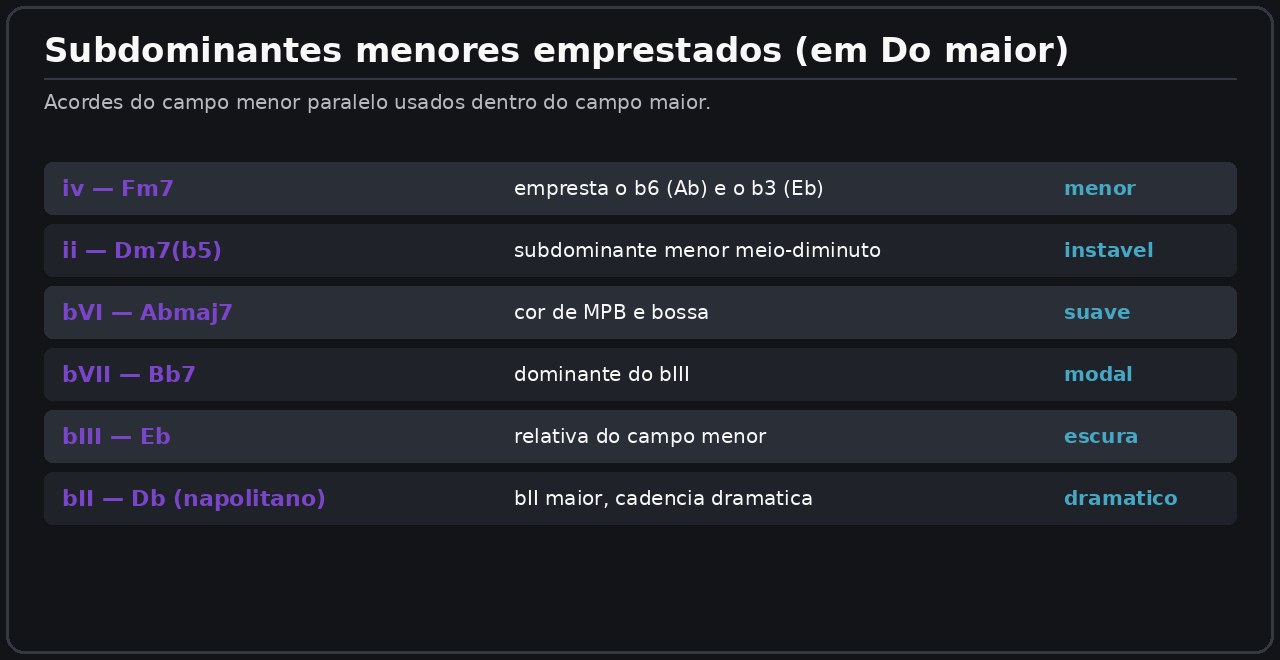 Subdominantes menores emprestados (em Do maior)
Acordes do campo menor paralelo usados dentro do campo maior.
iv — Fm7 empresta o b6 (Ab) e o b3 (Eb) menor
ii — Dm7(b5) subdominante menor meio-diminuto instavel
bVI — Abmaj7 cor de MPB e bossa suave
bVII — Bb7 dominante do bIII modal
bIII — Eb relativa do campo menor escura
bII — Db (napolitano) bII maior, cadencia dramatica dramatico